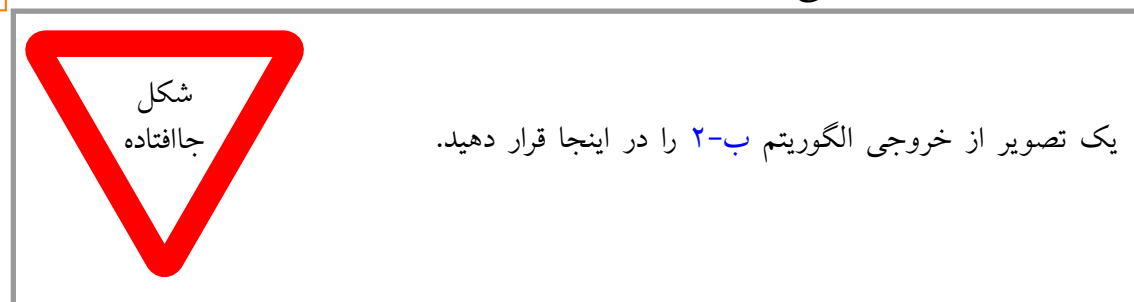 شکل
جاافتاده
یک تصویر از خروجی الگوریتم ب-۲ را در اینجا قرار دهید.